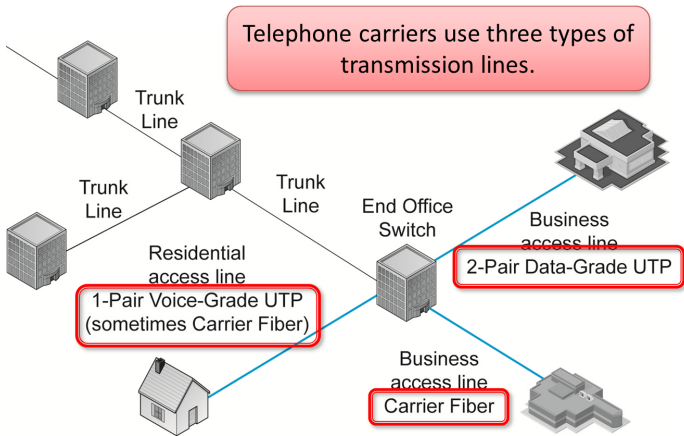 Telephone carriers use three types of
transmission lines.
Trunk
Line
Trunk
Line
Trunk
Line
End Office
Switch
Business
access line
2-Pair Data-Grade UTP
Residential
access line
1-Pair Voice-Grade UTP
(sometimes Carrier Fiber)
Business
access line
Carrier Fiber